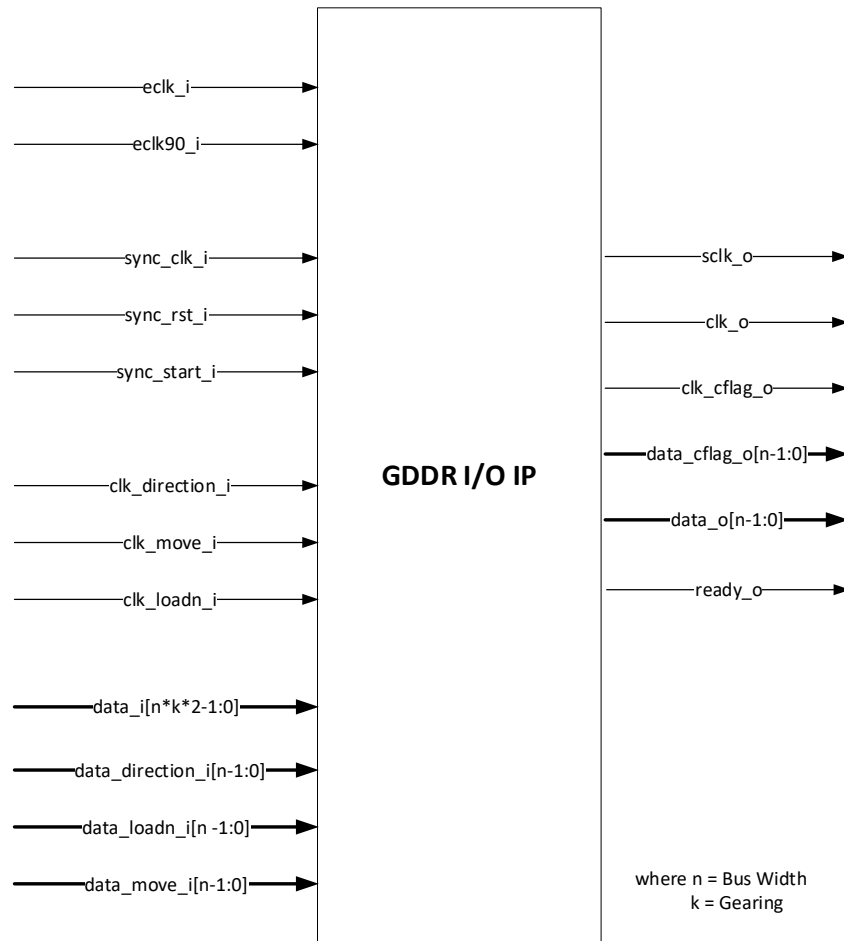 eclk_i
eclk90_i
sync_clk_i
sync_rst_i
sync_start_i
clk_direction_i
clk_move_i
clk_loadn_i
data_i[n*k*2-1:0]
data_direction_i[n-1:0]
data_loadn_i[n -1:0]
data_move_i[n-1:0]
GDDR I/O IP
sclk_o
clk_o
clk_cflag_o
data_cflag_o[n-1:0]
data_o[n-1:0]
ready_o
where n = Bus Width
k = Gearing